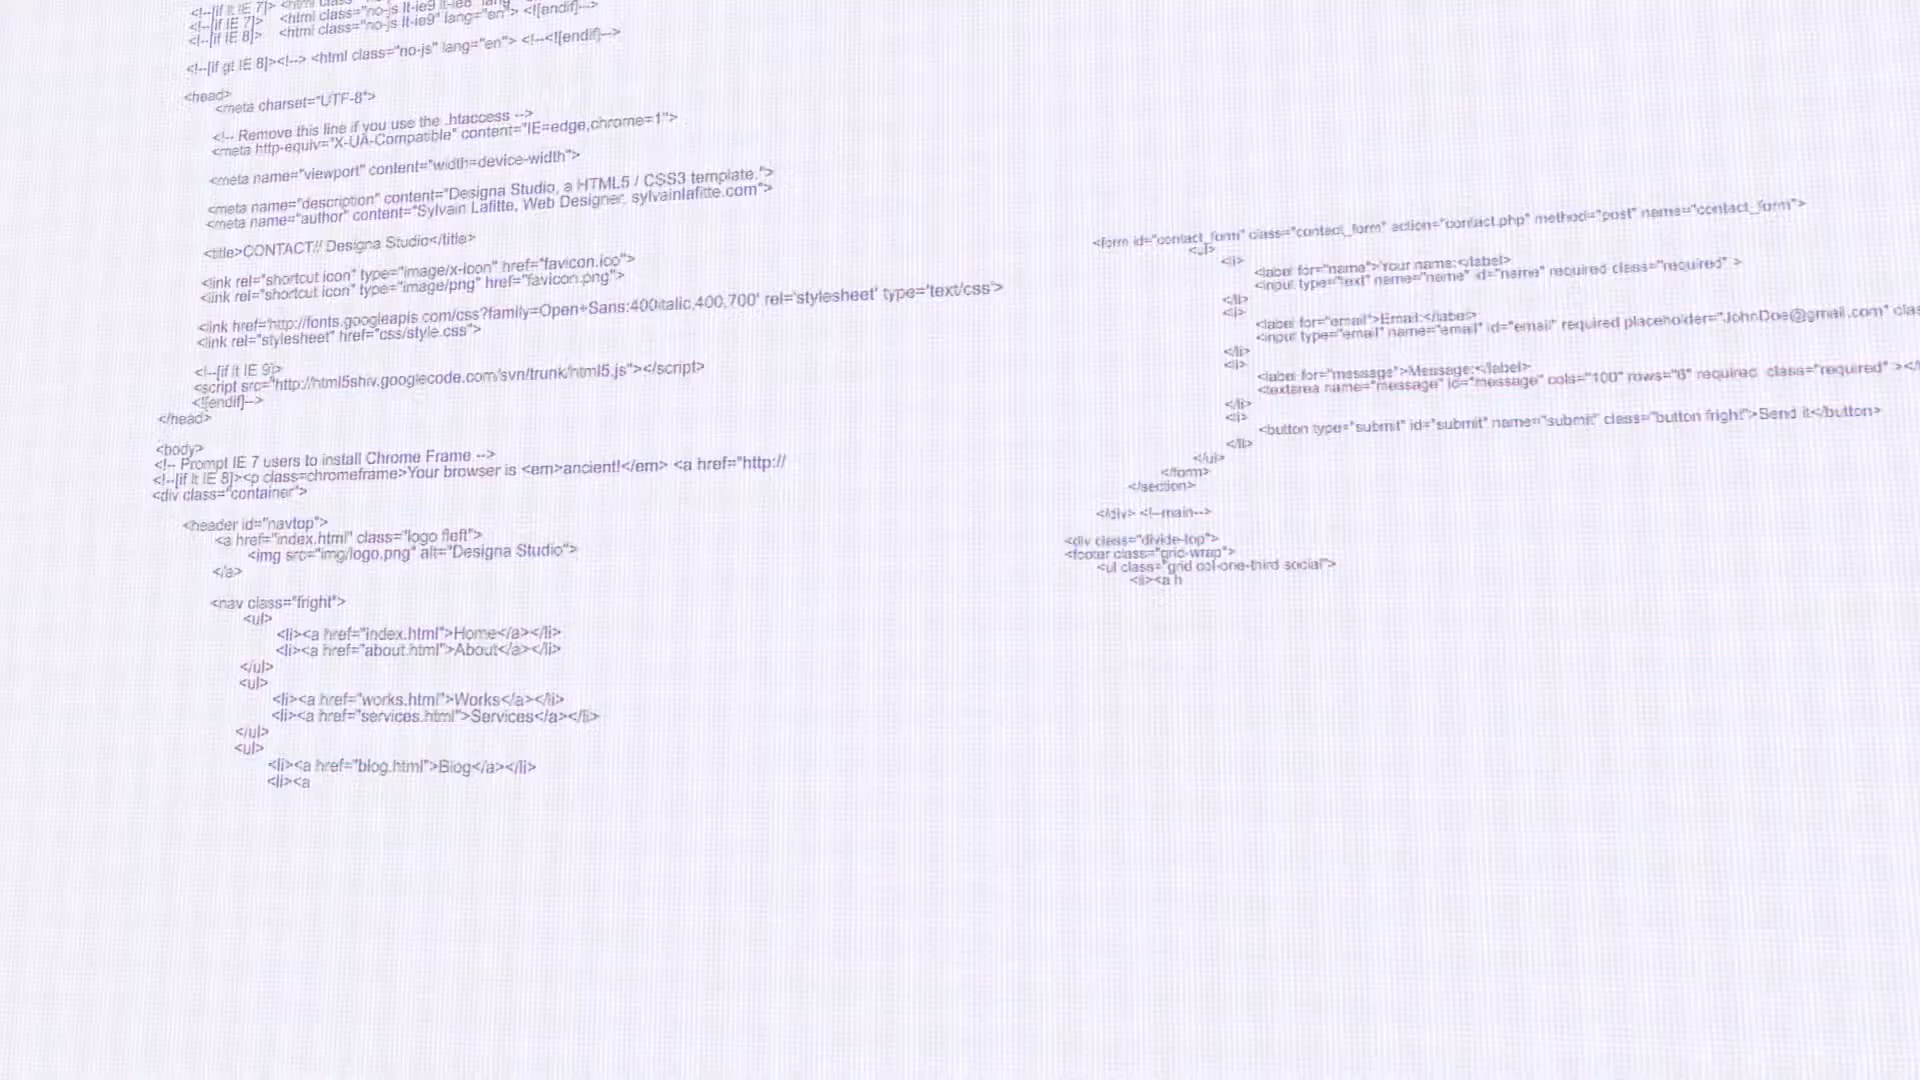 <!--[if lt IE 7]> <html class="no-js lt-ie9 lt-ie8 lang
<!--[if IE 7]> <html class="no-js lt-ie9 lt-ie8" lang
<!--[if IE 8]> <html class="no-js lt-ie9" lang="en"> <![endif]-->
<!--[if gt IE 8]><!--> <html class="no-js" lang="en"> <!--<![endif]-->
<head>
<meta charset="UTF-8">
<!-- Remove this line if you use the .htaccess -->
<meta http-equiv="X-UA-Compatible" content="IE=edge,chrome=1">
<meta name="viewport" content="width=device-width">
<meta name="description" content="Designa Studio, a HTML5 / CSS3 template.">
<meta name="author" content="Sylvain Lafitte, Web Designer, sylvainlafitte.com">
<title>CONTACT// Designa Studio</title>
<link rel="shortcut icon" type="image/x-icon" href="favicon.ico">
<link rel="shortcut icon" type="image/png" href="favicon.png">
<link href='http://fonts.googleapis.com/css?family=Open+Sans:400italic,400,700' rel='stylesheet' type='text/css'>
<link rel="stylesheet" href="css/style.css">
<!--[if lt IE 9]>
<script src="http://html5shiv.googlecode.com/svn/trunk/html5.js"></script>
<![endif]-->
</head>
<body>
<!-- Prompt IE 7 users to install Chrome Frame -->
<!--[if lt IE 8]><p class=chromeframe>Your browser is <em>ancient!</em> <a href="http://
<div class="container">
<header id="navtop">
<a href="index.html" class="logo fleft">
<img src="img/logo.png" alt="Designa Studio">
</a>
<nav class="fright">
<ul>
<li><a href="index.html">Home</a></li>
<li><a href="about.html">About</a></li>
</ul>
<ul>
<li><a href="works.html">Works</a></li>
<li><a href="services.html">Services</a></li>
</ul>
<ul>
<li><a href="blog.html">Blog</a></li>
<li><a
<form id="contact_form" class="contact_form" action="contact.php" method="post" name="contact_form">
<ul>
<li>
<label for="name">Your name:</label>
<input type="text" name="name" id="name" required class="required" >
</li>
<li>
<label for="email">Email:</label>
<input type="email" name="email" id="email" required placeholder="JohnDoe@gmail.com" clas
</li>
<li>
<label for="message">Message:</label>
<textarea name="message" id="message" cols="100" rows="6" required class="required" ></
</li>
<li>
<button type="submit" id="submit" name="submit" class="button fright">Send it</button>
</li>
</ul>
</form>
</section>
</div> <!--main-->
<div class="divide-top">
<footer class="grid-wrap">
<ul class="grid col-one-third social">
<li><a h